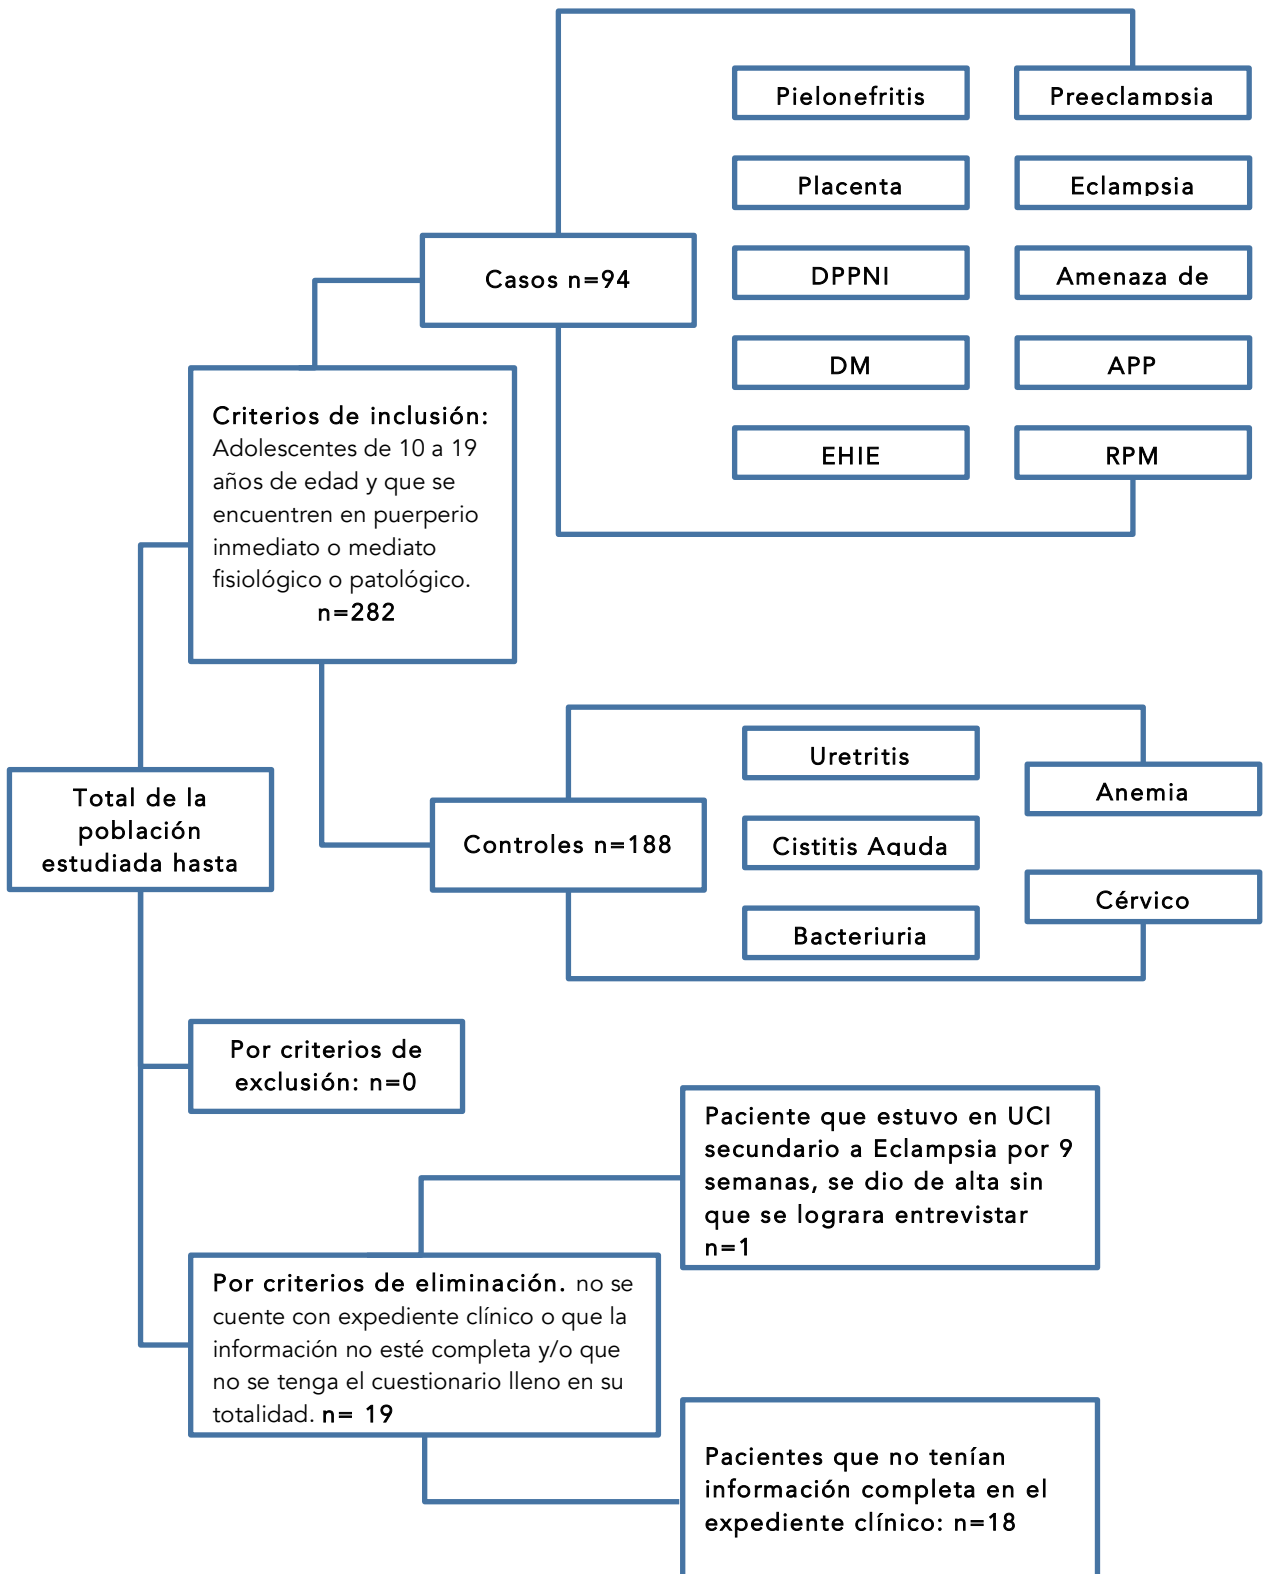 Pielonefritis
Preeclampsia
Placenta
Eclampsia
Casos n=94
DPPNI
Amenaza de
DM
APP
Criterios de inclusión:
Adolescentes de 10 a 19
años de edad y que se
encuentren en puerperio
inmediato o mediato
fisiológico o patológico.
n=282
EHIE
RPM
Total de la
población
estudiada hasta
Controles n=188
Uretritis
Anemia
Cistitis Aguda
Cérvico
Bacteriuria
Por criterios de
exclusión: n=0
Paciente que estuvo en UCI
secundario a Eclampsia por 9
semanas, se dio de alta sin
que se lograra entrevistar
n=1
Por criterios de eliminación. no se
cuente con expediente clínico o que la
información no esté completa y/o que
no se tenga el cuestionario lleno en su
totalidad. n= 19
Pacientes que no tenían
información completa en el
expediente clínico: n=18